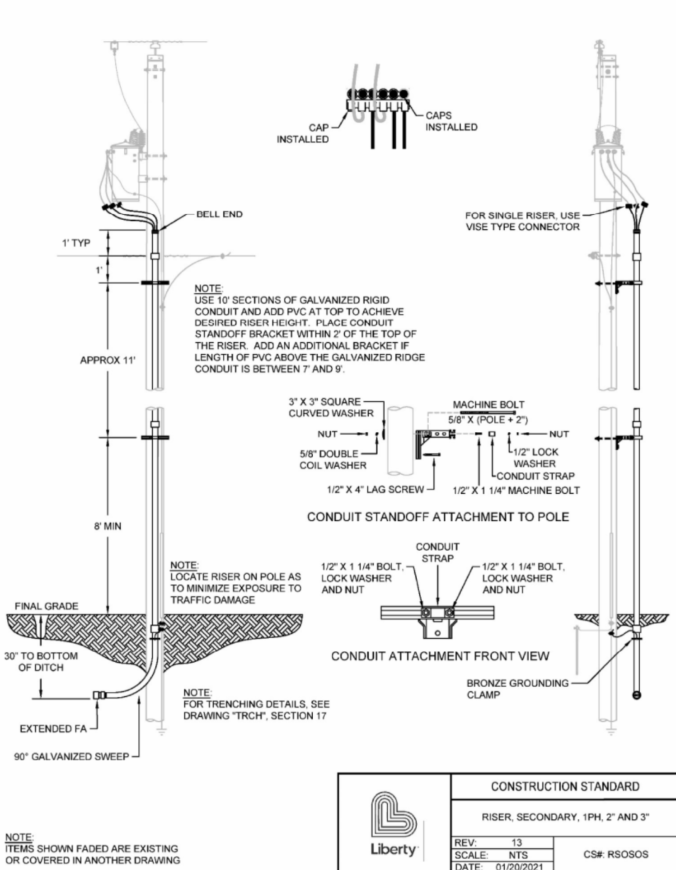 CAP
INSTALLED
CAPS
INSTALLED
BELL END
FOR SINGLE RISER, USE
VISE TYPE CONNECTOR
1' TYP
1'
NOTE:
USE 10' SECTIONS OF GALVANIZED RIGID
CONDUIT AND ADD PVC AT TOP TO ACHIEVE
DESIRED RISER HEIGHT. PLACE CONDUIT
STANDOFF BRACKET WITHIN 2' OF THE TOP OF
THE RISER. ADD AN ADDITIONAL BRACKET IF
LENGTH OF PVC ABOVE THE GALVANIZED RIDGE
CONDUIT IS BETWEEN 7' AND 9'.
APPROX 11'
3" X 3" SQUARE
CURVED WASHER
MACHINE BOLT
5/8" X (POLE + 2")
NUT
NUT
5/8" DOUBLE
COIL WASHER
1/2" LOCK
WASHER
CONDUIT STRAP
1/2" X 4" LAG SCREW
1/2" X 1 1/4" MACHINE BOLT
CONDUIT STANDOFF ATTACHMENT TO POLE
8' MIN
CONDUIT
STRAP
NOTE:
LOCATE RISER ON POLE AS
TO MINIMIZE EXPOSURE TO
TRAFFIC DAMAGE
1/2" X 1 1/4" BOLT,
LOCK WASHER
AND NUT
1/2" X 1 1/4" BOLT,
LOCK WASHER
AND NUT
FINAL GRADE
30" TO BOTTOM
OF DITCH
CONDUIT ATTACHMENT FRONT VIEW
BRONZE GROUNDING
CLAMP
NOTE:
FOR TRENCHING DETAILS, SEE
DRAWING "TRCH", SECTION 17
EXTENDED FA
90° GALVANIZED SWEEP
NOTE:
ITEMS SHOWN FADED ARE EXISTING
OR COVERED IN ANOTHER DRAWING
Liberty
CONSTRUCTION STANDARD
RISER, SECONDARY, 1PH, 2" AND 3"
REV: 13
SCALE: NTS
DATE: 01/20/2021
CS#: RSOSOS